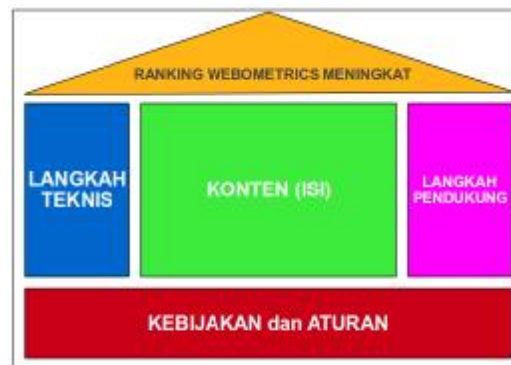 RANKING WEBOMETRICS MENINGKAT
LANGKAH
TEKNIS
KONTEN (ISI)
LANGKAH
PENDUKUNG
KEBIJAKAN dan ATURAN